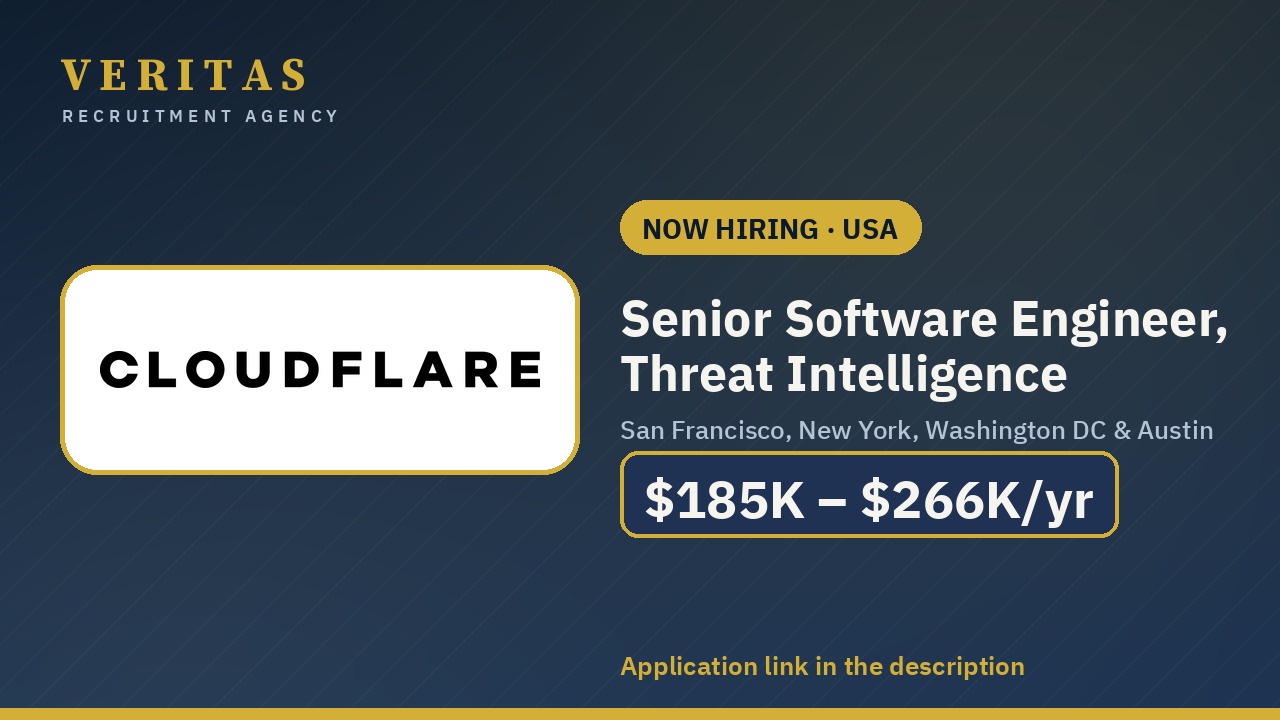 VERITAS
RECRUITMENT AGENCY
CLOUDFLARE
NOW HIRING · USA
Senior Software Engineer,
Threat Intelligence
San Francisco, New York, Washington DC & Austin
$185K – $266K/yr
Application link in the description